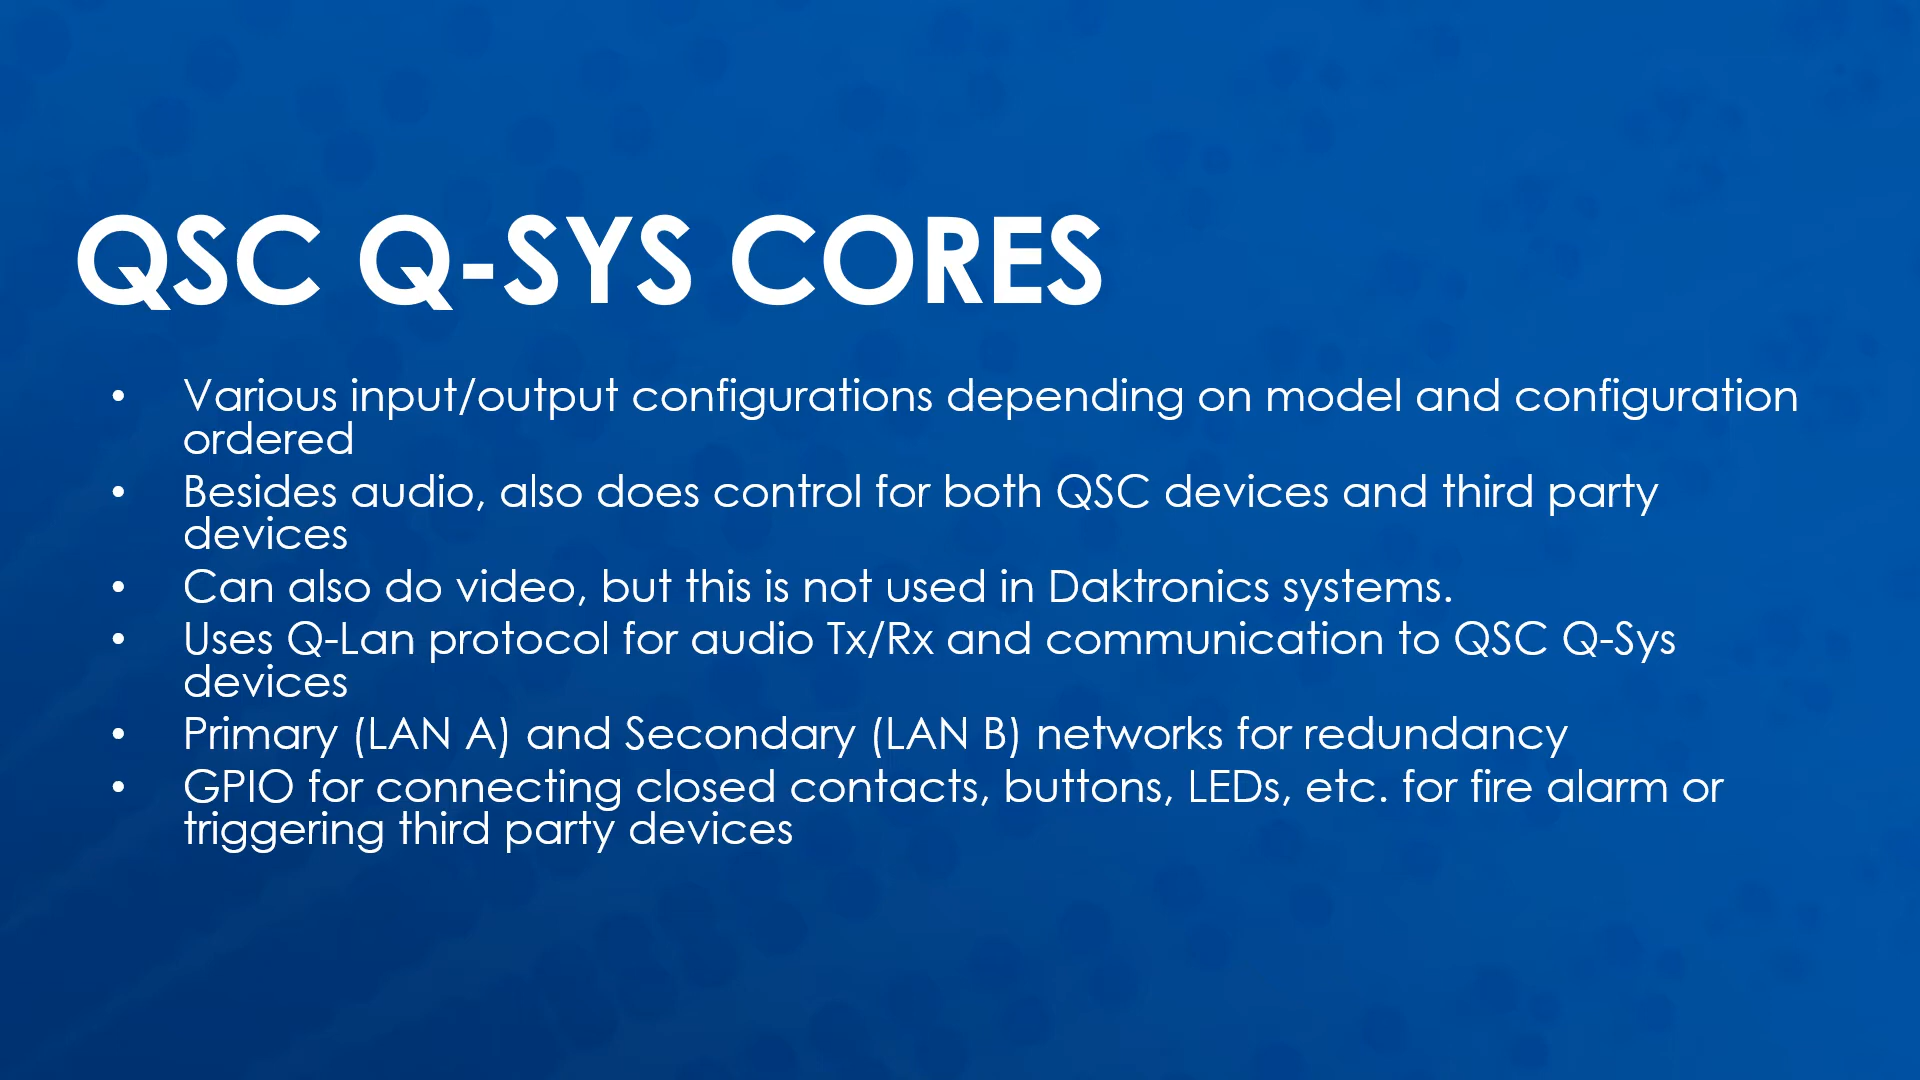 QSC Q-SYS CORES
• Various input/output configurations depending on model and configuration
ordered
• Besides audio, also does control for both QSC devices and third party
devices
• Can also do video, but this is not used in Daktronics systems.
• Uses Q-Lan protocol for audio Tx/Rx and communication to QSC Q-Sys
devices
• Primary (LAN A) and Secondary (LAN B) networks for redundancy
• GPIO for connecting closed contacts, buttons, LEDs, etc. for fire alarm or
triggering third party devices